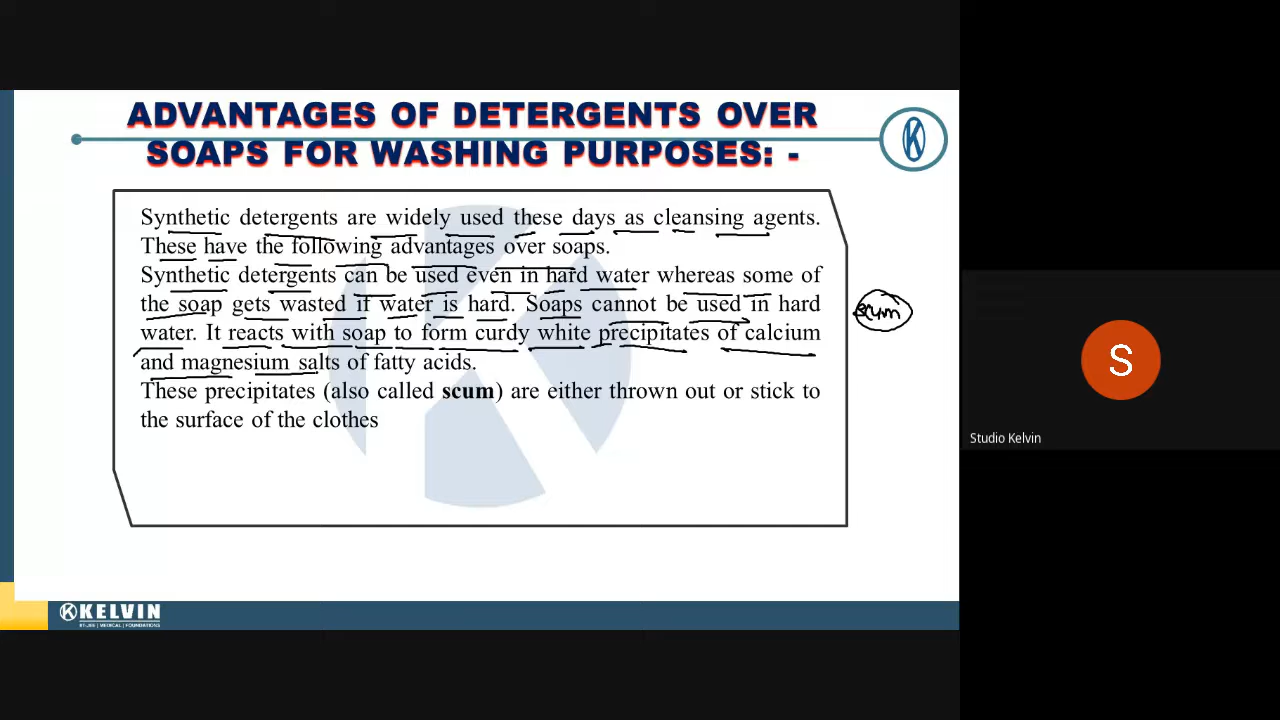 ADVANTAGES OF DETERGENTS OVER
SOAPS FOR WASHING PURPOSES: -
Synthetic detergents are widely used these days as cleansing agents.
These have the following advantages over soaps.
Synthetic detergents can be used even in hard water whereas some of
the soap gets wasted if water is hard. Soaps cannot be used in hard
water. It reacts with soap to form curdy white precipitates of calcium
and magnesium salts of fatty acids.
These precipitates (also called scum) are either thrown out or stick to
the surface of the clothes
scum
S
Studio Kelvin
KELVIN
IIT-JEE | MEDICAL | FOUNDATIONS